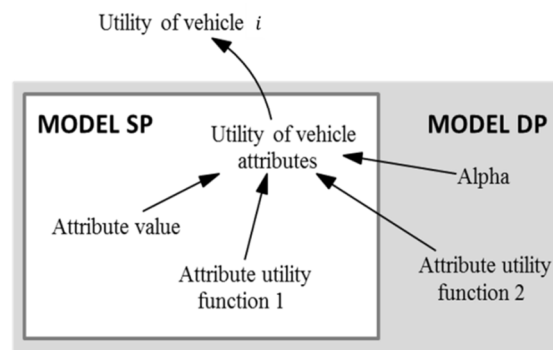 Utility of vehicle i
MODEL SP
MODEL DP
Utility of vehicle
attributes
Alpha
Attribute value
Attribute utility
function 1
Attribute utility
function 2